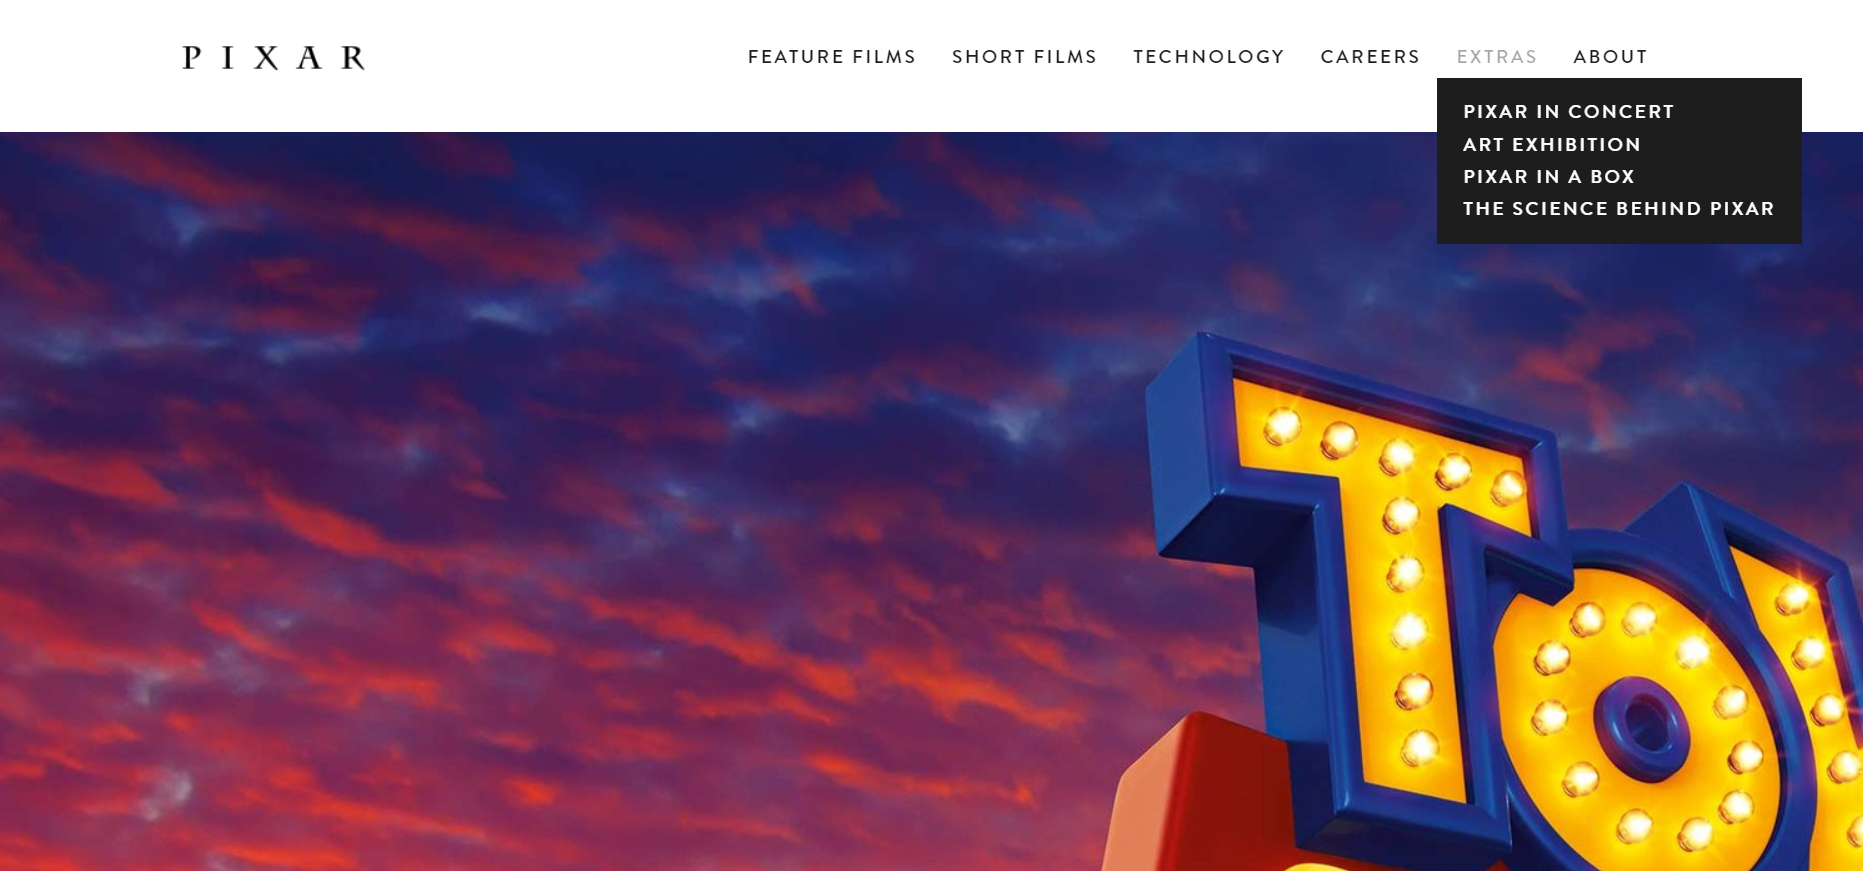 PIXAR
FEATURE FILMS SHORT FILMS TECHNOLOGY CAREERS EXTRAS ABOUT
PIXAR IN CONCERT
ART EXHIBITION
PIXAR IN A BOX
THE SCIENCE BEHIND PIXAR
To